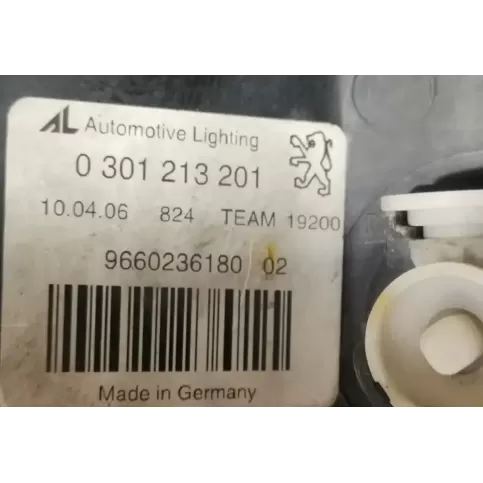 AL Automotive Lighting
0 301 213 201
10.04.06 824 TEAM 19200
9660236180 02
Made in Germany